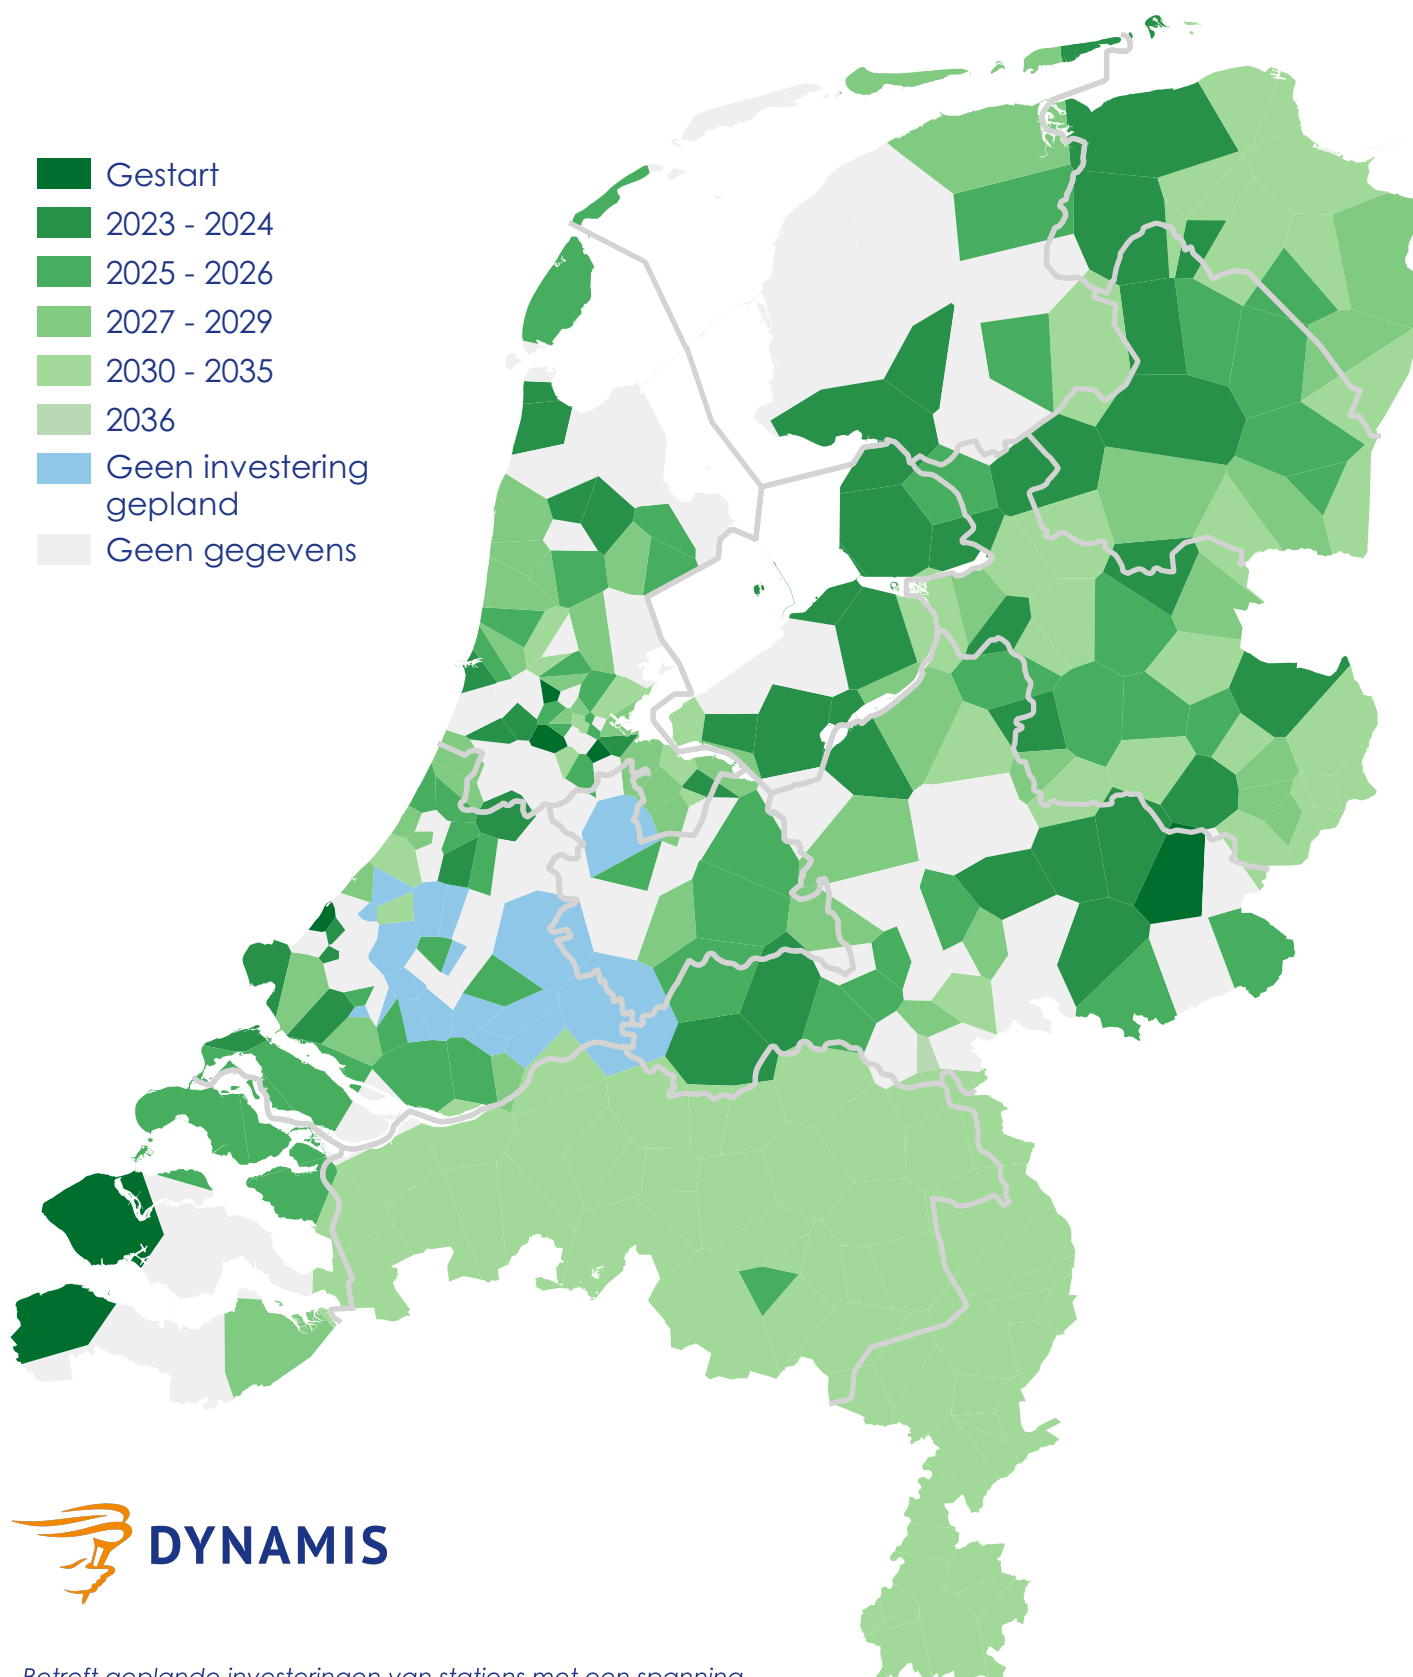 Gestart
2023 - 2024
2025 - 2026
2027 - 2029
2030 - 2035
2036
Geen investering
gepland
Geen gegevens
DYNAMIS
Betreft geplande investeringen van stations met een spanning